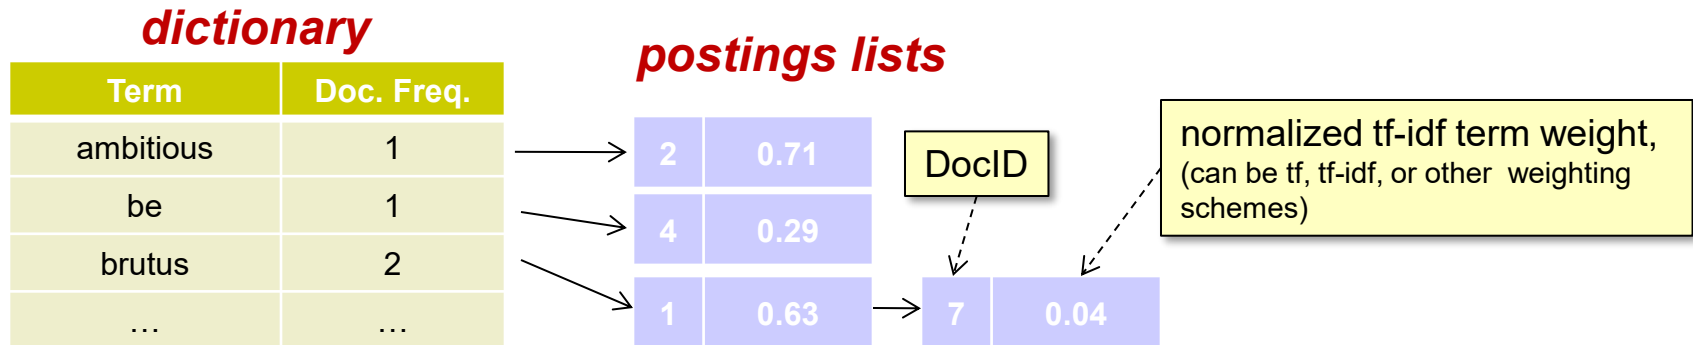 dictionary
postings lists
Term Doc. Freq.
ambitious 1
be 1
brutus 2
... ...
2 0.71
4 0.29
1 0.63
7 0.04
DocID
normalized tf-idf term weight,
(can be tf, tf-idf, or other weighting
schemes)